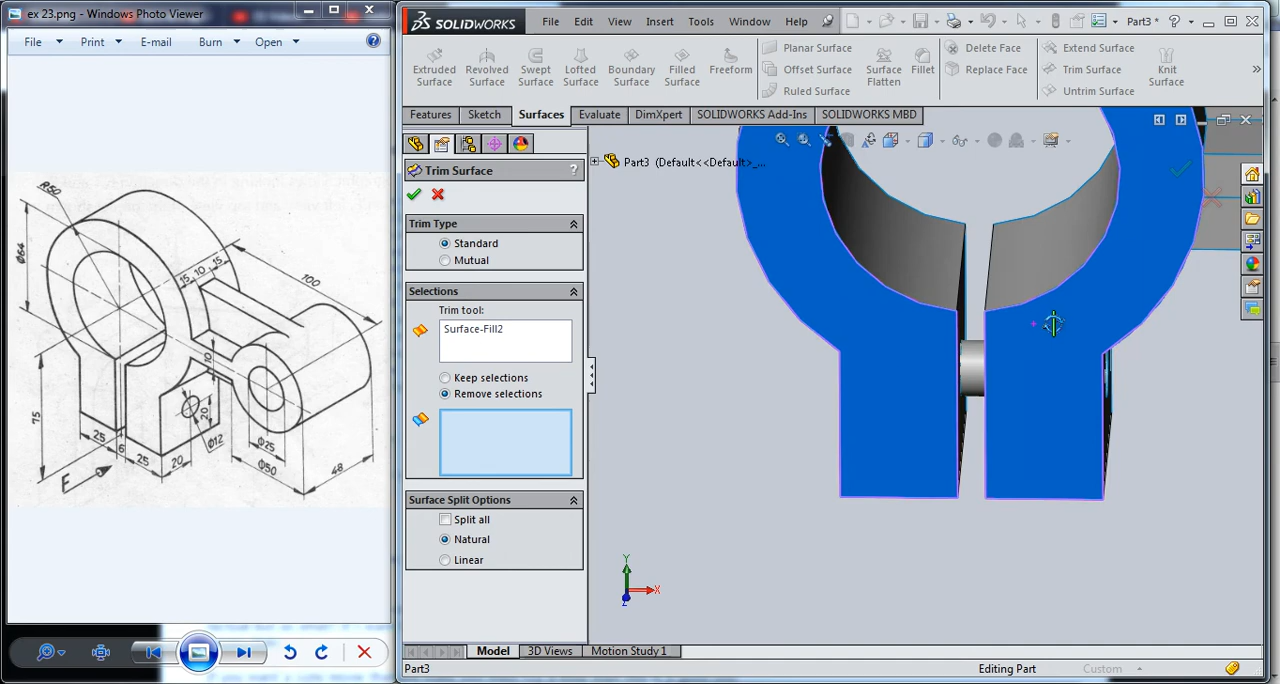 ex 23.png - Windows Photo Viewer
File Print E-mail Burn Open
R50
Ø64
15 10 15
100
10
75
20
Ø12
25 6 25 20
Ø25
Ø50
48
F
SOLIDWORKS File Edit View Insert Tools Window Help Part3 *
Extruded Surface
Revolved Surface
Swept Surface
Lofted Surface
Boundary Surface
Filled Surface
Freeform
Planar Surface
Offset Surface
Ruled Surface
Surface Flatten
Fillet
Delete Face
Replace Face
Extend Surface
Trim Surface
Untrim Surface
Knit Surface
Features Sketch Surfaces Evaluate DimXpert SOLIDWORKS Add-Ins SOLIDWORKS MBD
Part3 (Default<<Default>_...
Trim Surface ?
Trim Type
Standard
Mutual
Selections
Trim tool:
Surface-Fill2
Keep selections
Remove selections
Surface Split Options
Split all
Natural
Linear
Y
X
Z
Model 3D Views Motion Study 1
Part3 Editing Part Custom